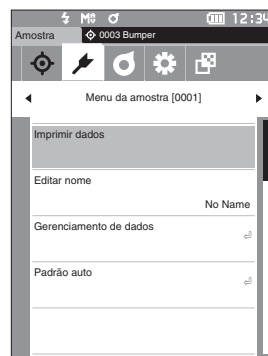 12:34
Amostra 0003 Bumper
Menu da amostra [0001]
Imprimir dados
Editar nome
No Name
Gerenciamento de dados
Padrão auto